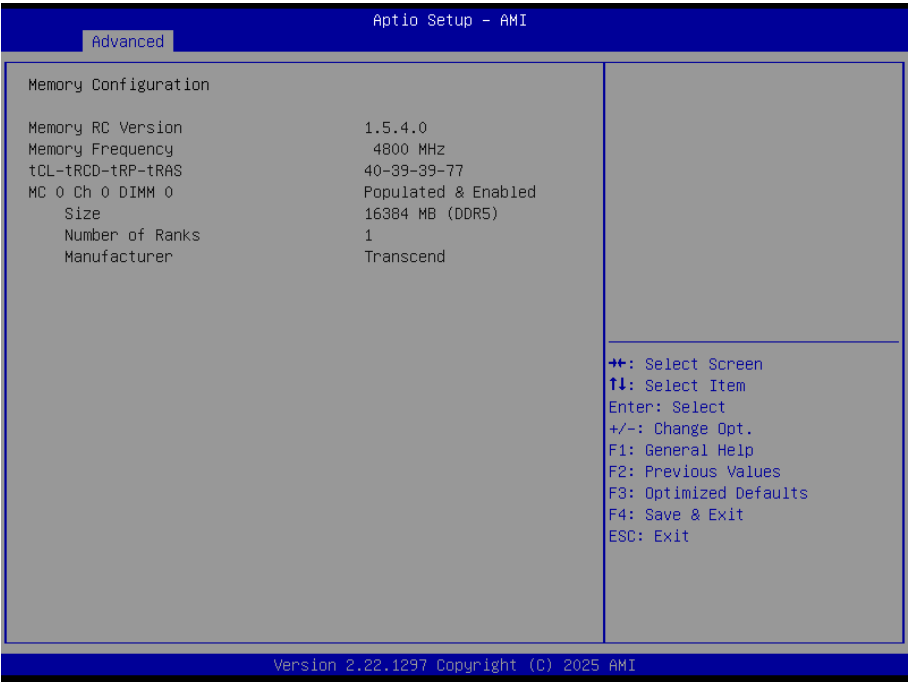 Aptio Setup – AMI
Advanced
Memory Configuration
Memory RC Version 1.5.4.0
Memory Frequency 4800 MHz
tCL-tRCD-tRP-tRAS 40-39-39-77
MC 0 Ch 0 DIMM 0 Populated & Enabled
Size 16384 MB (DDR5)
Number of Ranks 1
Manufacturer Transcend
→←: Select Screen
↑↓: Select Item
Enter: Select
+/-: Change Opt.
F1: General Help
F2: Previous Values
F3: Optimized Defaults
F4: Save & Exit
ESC: Exit
Version 2.22.1297 Copyright (C) 2025 AMI